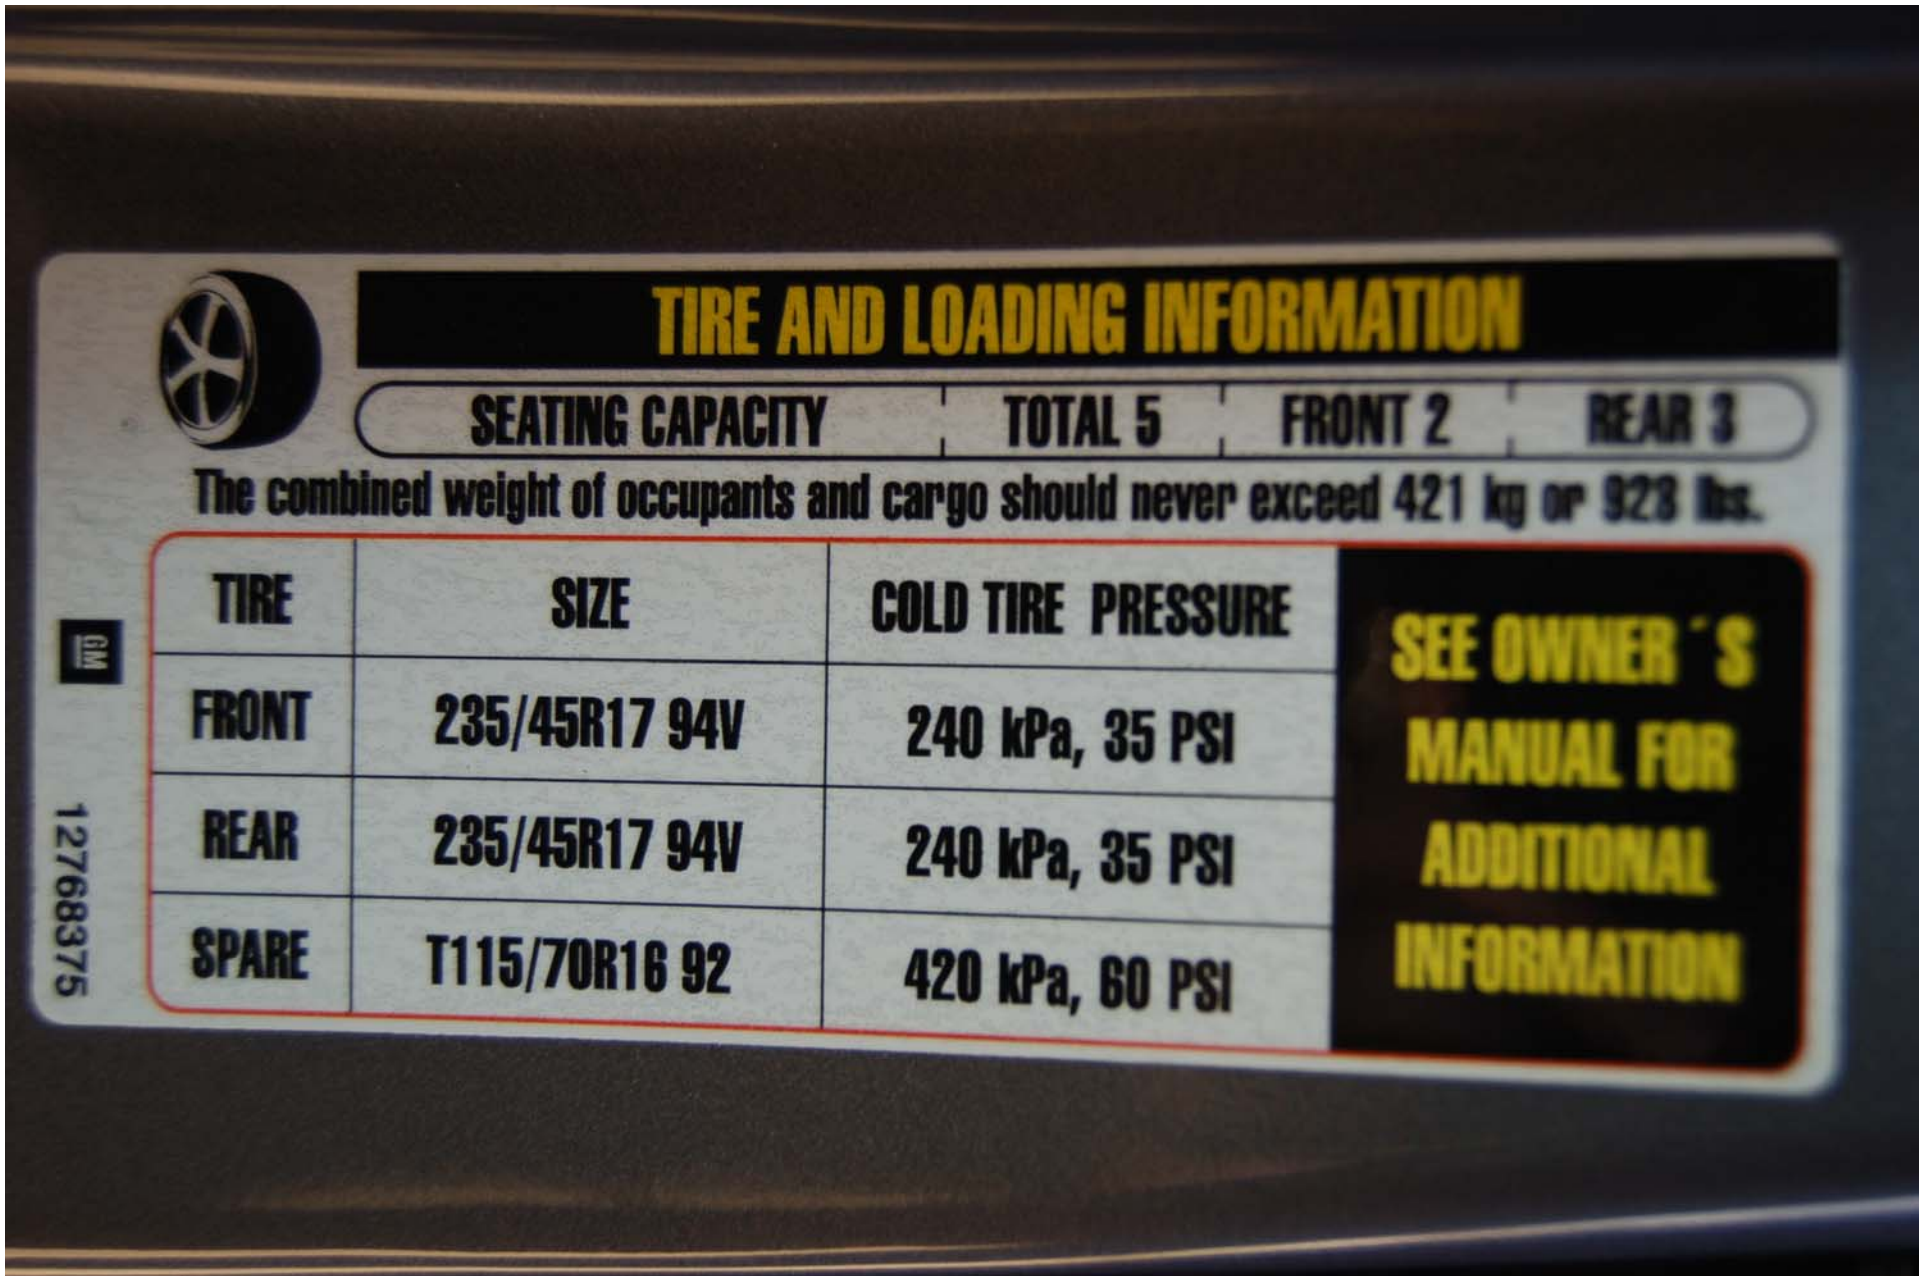 TIRE AND LOADING INFORMATION
SEATING CAPACITY TOTAL 5 FRONT 2 REAR 3
The combined weight of occupants and cargo should never exceed 421 kg or 928 lbs.
TIRE SIZE COLD TIRE PRESSURE
FRONT 235/45R17 94V 240 kPa, 35 PSI
REAR 235/45R17 94V 240 kPa, 35 PSI
SPARE T115/70R16 92 420 kPa, 60 PSI
SEE OWNER´S
MANUAL FOR
ADDITIONAL
INFORMATION
GM
12768375